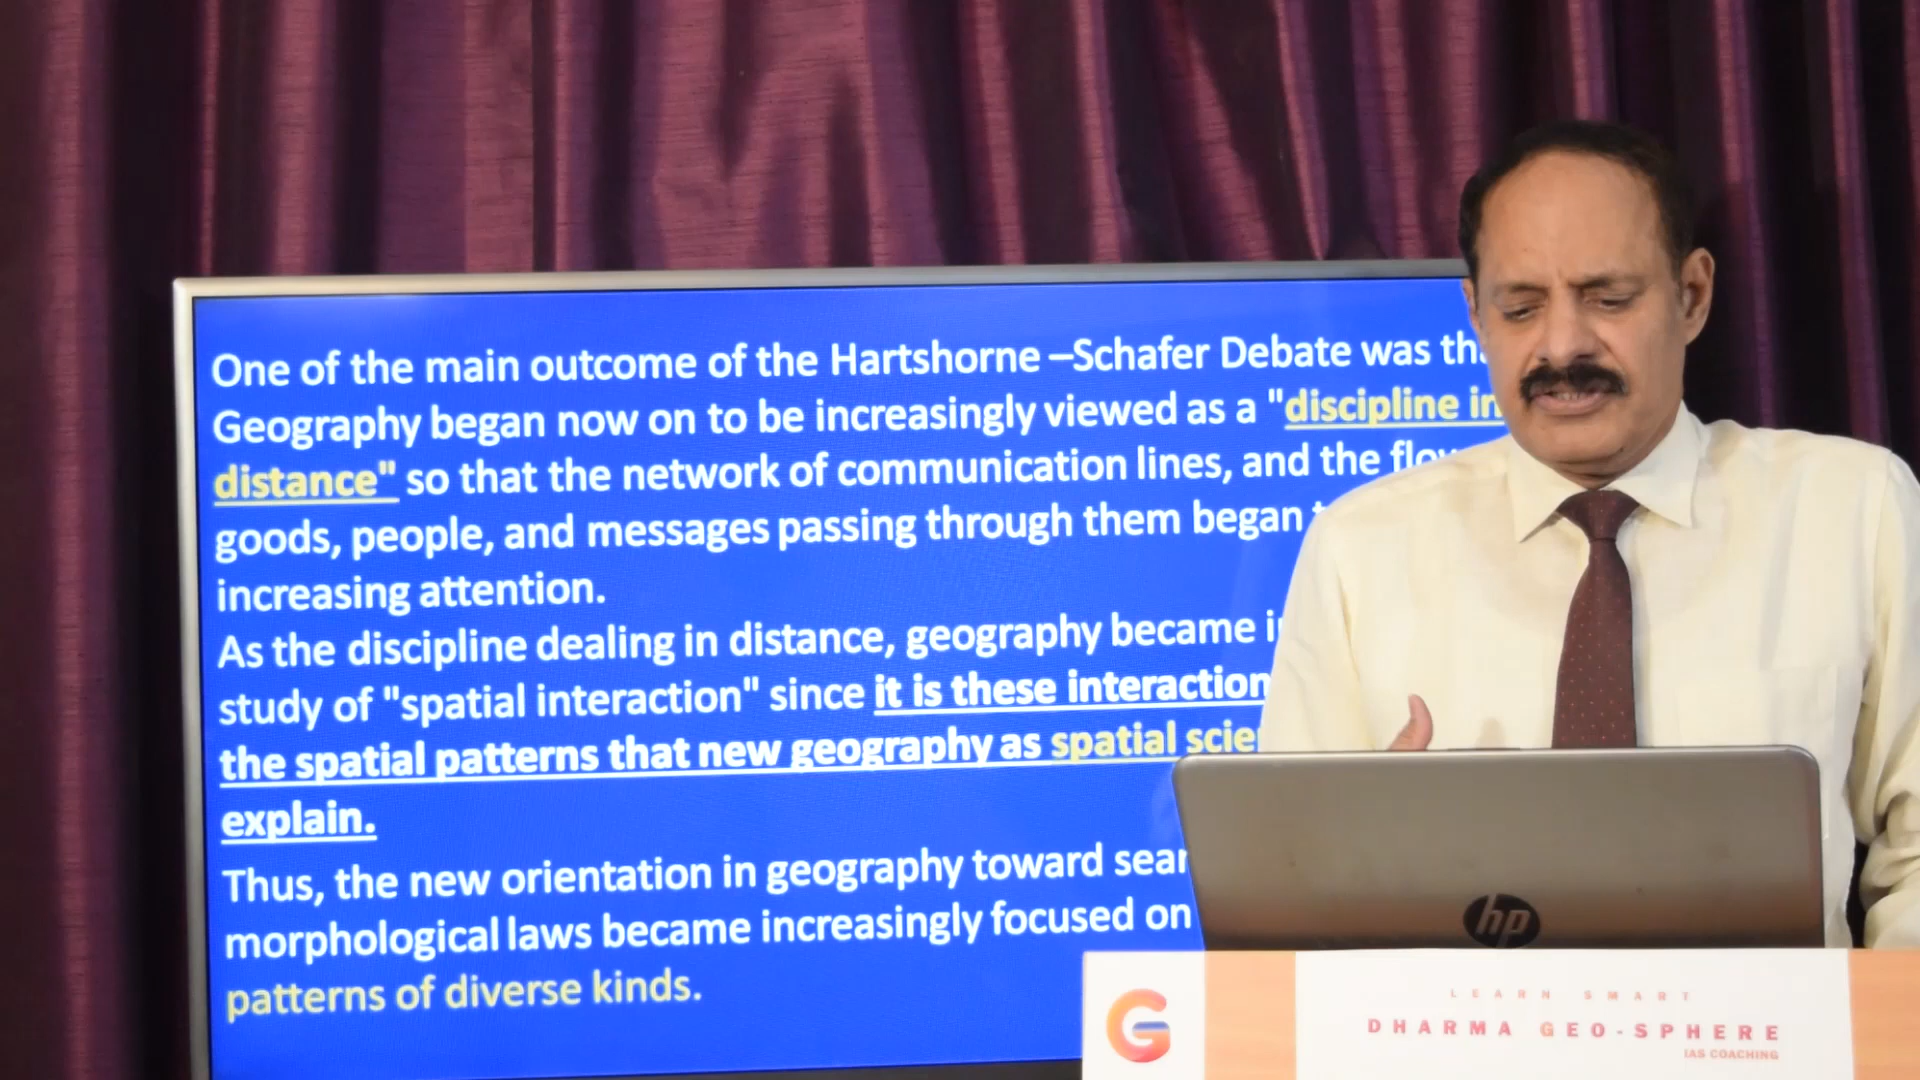 One of the main outcome of the Hartshorne –Schafer Debate was
Geography began now on to be increasingly viewed as a "discipline in
distance" so that the network of communication lines, and the
goods, people, and messages passing through them began
increasing attention.
As the discipline dealing in distance, geography became
study of "spatial interaction" since it is these interaction
the spatial patterns that new geography as spatial
explain.
Thus, the new orientation in geography toward
morphological laws became increasingly focused on
patterns of diverse kinds.
hp
G
LEARN SMART
DHARMA GEO-SPHERE
IAS COACHING